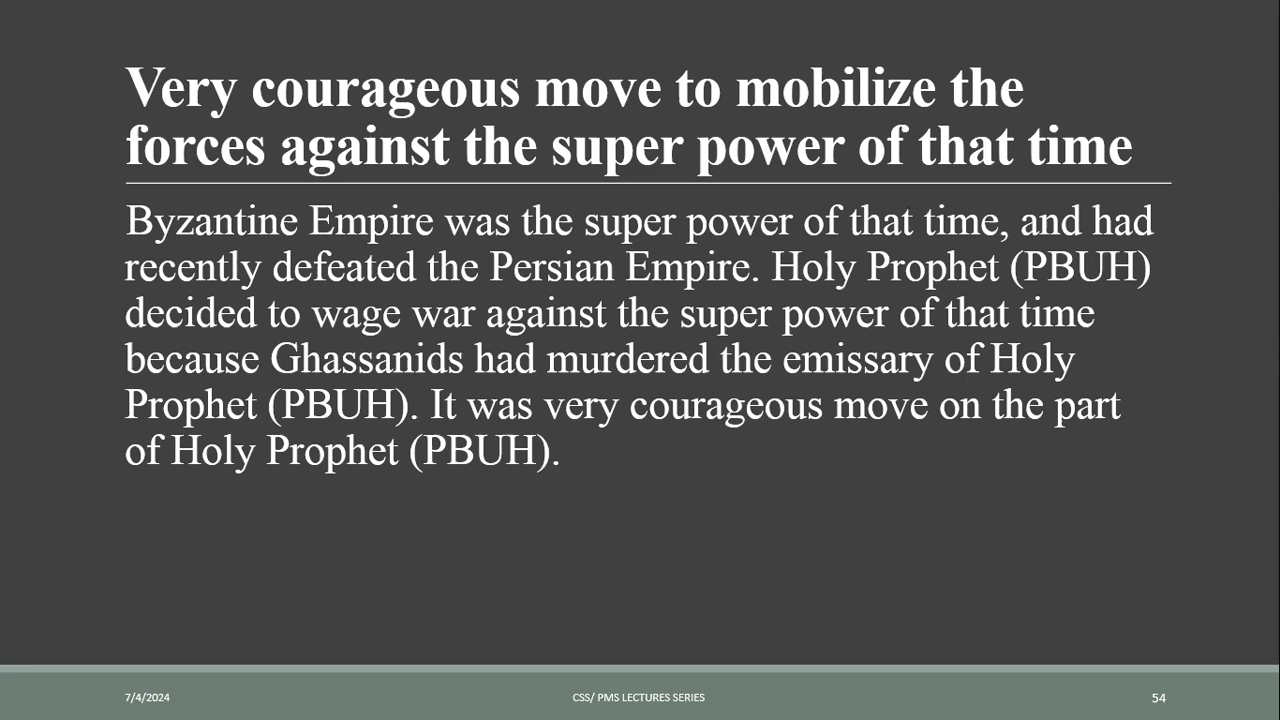 Very courageous move to mobilize the
forces against the super power of that time
Byzantine Empire was the super power of that time, and had
recently defeated the Persian Empire. Holy Prophet (PBUH)
decided to wage war against the super power of that time
because Ghassanids had murdered the emissary of Holy
Prophet (PBUH). It was very courageous move on the part
of Holy Prophet (PBUH).
7/4/2024
CSS/ PMS LECTURES SERIES
54